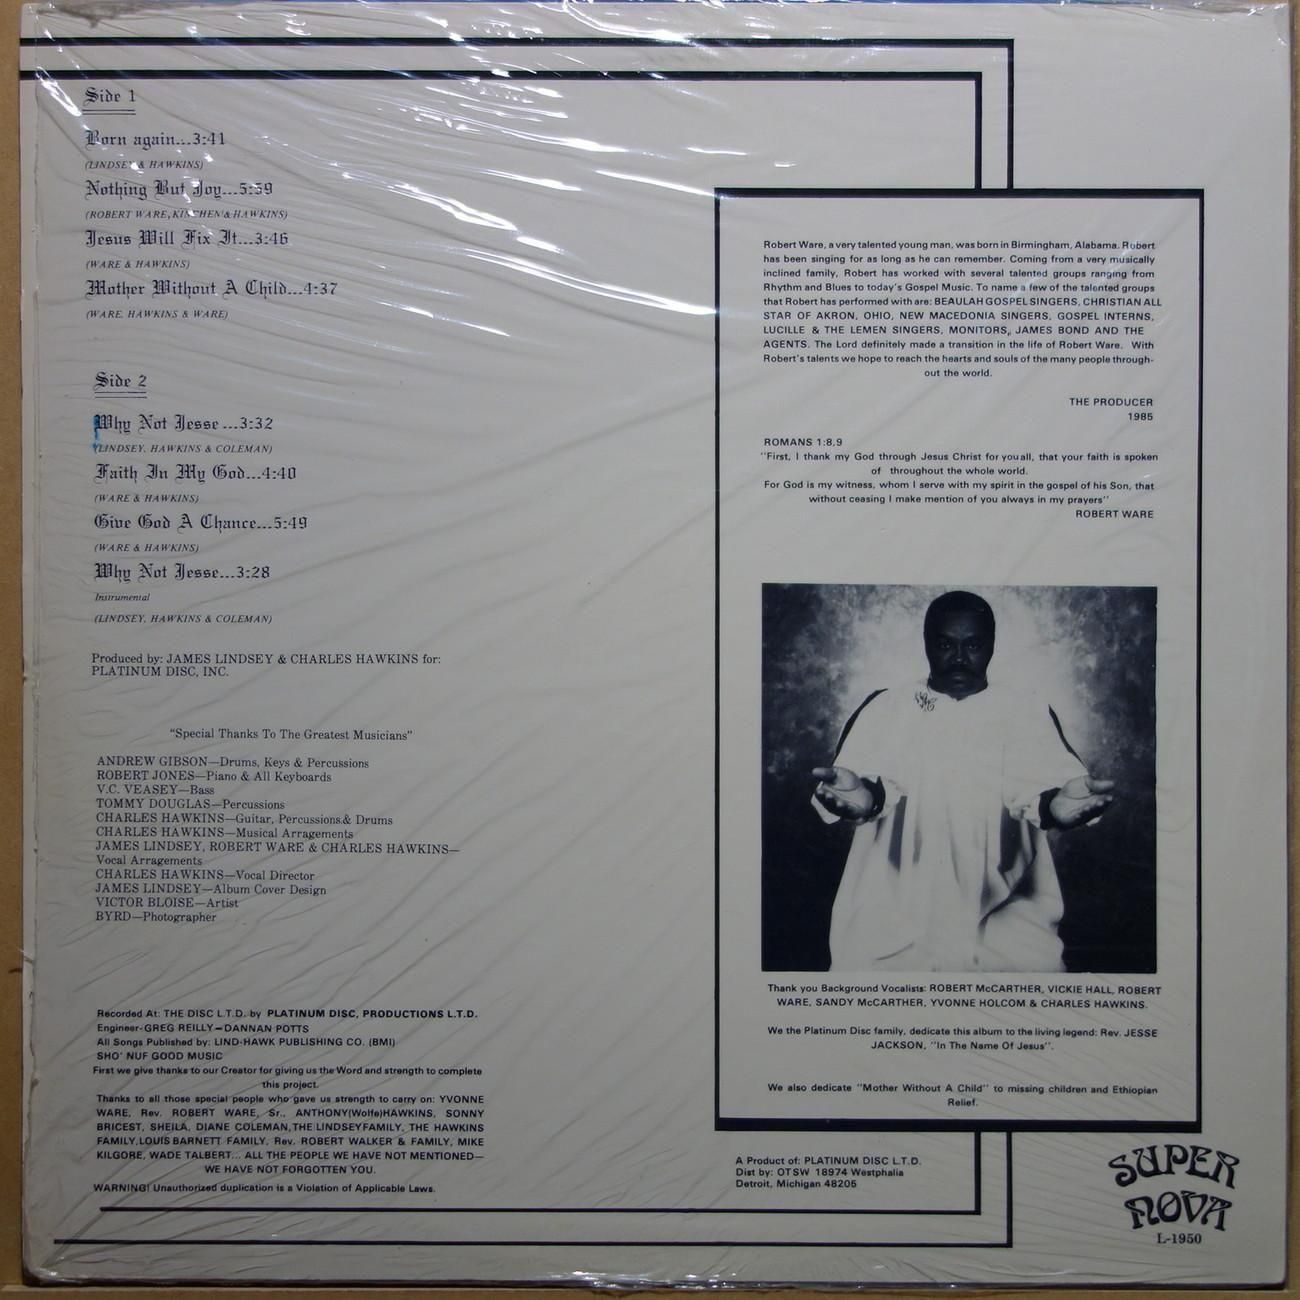 Side 1
Born again...3:41
(LINDSEY & HAWKINS)
Nothing But Joy...5:59
(ROBERT WARE, KINCHEN & HAWKINS)
Jesus Will Fix It...3:46
(WARE & HAWKINS)
Mother Without A Child...4:37
(WARE, HAWKINS & WARE)
Side 2
Why Not Jesse ...3:32
(LINDSEY, HAWKINS & COLEMAN)
Faith In My God...4:40
(WARE & HAWKINS)
Give God A Chance...5:49
(WARE & HAWKINS)
Why Not Jesse...3:28
Instrumental
(LINDSEY, HAWKINS & COLEMAN)
Produced by: JAMES LINDSEY & CHARLES HAWKINS for:
PLATINUM DISC, INC.
"Special Thanks To The Greatest Musicians"
ANDREW GIBSON—Drums, Keys & Percussions
ROBERT JONES—Piano & All Keyboards
V.C. VEASEY—Bass
TOMMY DOUGLAS—Percussions
CHARLES HAWKINS—Guitar, Percussions & Drums
CHARLES HAWKINS—Musical Arragements
JAMES LINDSEY, ROBERT WARE & CHARLES HAWKINS—
Vocal Arragements
CHARLES HAWKINS—Vocal Director
JAMES LINDSEY—Album Cover Design
VICTOR BLOISE—Artist
BYRD—Photographer
Recorded At: THE DISC L.T.D. by PLATINUM DISC, PRODUCTIONS L.T.D.
Engineer-GREG REILLY—DANNAN POTTS
All Songs Published by: LIND-HAWK PUBLISHING CO. (BMI)
SHO' NUF GOOD MUSIC
First we give thanks to our Creator for giving us the Word and strength to complete
this project.
Thanks to all those special people who gave us strength to carry on: YVONNE
WARE, Rev. ROBERT WARE, Sr., ANTHONY(Wolfe)HAWKINS, SONNY
BRICEST, SHEILA, DIANE COLEMAN, THE LINDSEY FAMILY, THE HAWKINS
FAMILY, LOUIS BARNETT FAMILY, Rev. ROBERT WALKER & FAMILY, MIKE
KILGORE, WADE TALBERT... ALL THE PEOPLE WE HAVE NOT MENTIONED—
WE HAVE NOT FORGOTTEN YOU.
WARNING! Unauthorized duplication is a Violation of Applicable Laws.
Robert Ware, a very talented young man, was born in Birmingham, Alabama. Robert
has been singing for as long as he can remember. Coming from a very musically
inclined family, Robert has worked with several talented groups ranging from
Rhythm and Blues to today's Gospel Music. To name a few of the talented groups
that Robert has performed with are: BEAULAH GOSPEL SINGERS, CHRISTIAN ALL
STAR OF AKRON, OHIO, NEW MACEDONIA SINGERS, GOSPEL INTERNS,
LUCILLE & THE LEMEN SINGERS, MONITORS, JAMES BOND AND THE
AGENTS. The Lord definitely made a transition in the life of Robert Ware. With
Robert's talents we hope to reach the hearts and souls of the many people through-
out the world.
THE PRODUCER
1985
ROMANS 1:8,9
"First, I thank my God through Jesus Christ for you all, that your faith is spoken
of throughout the whole world.
For God is my witness, whom I serve with my spirit in the gospel of his Son, that
without ceasing I make mention of you always in my prayers"
ROBERT WARE
Thank you Background Vocalists: ROBERT McCARTHER, VICKIE HALL, ROBERT
WARE, SANDY McCARTHER, YVONNE HOLCOM & CHARLES HAWKINS.
We the Platinum Disc family, dedicate this album to the living legend: Rev. JESSE
JACKSON, "In The Name Of Jesus".
We also dedicate "Mother Without A Child" to missing children and Ethiopian
Relief.
A Product of: PLATINUM DISC L.T.D.
Dist by: OTSW 18974 Westphalia
Detroit, Michigan 48205
SUPER
NOVA
L-1950